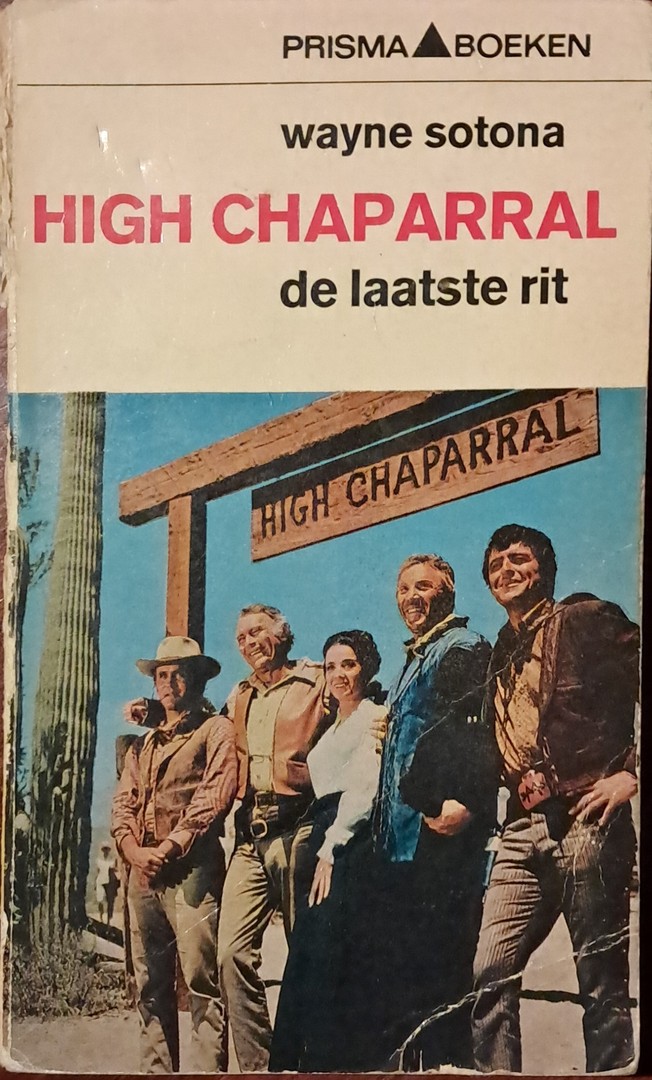 PRISMA BOEKEN
wayne sotona
HIGH CHAPARRAL
de laatste rit
HIGH CHAPARRAL